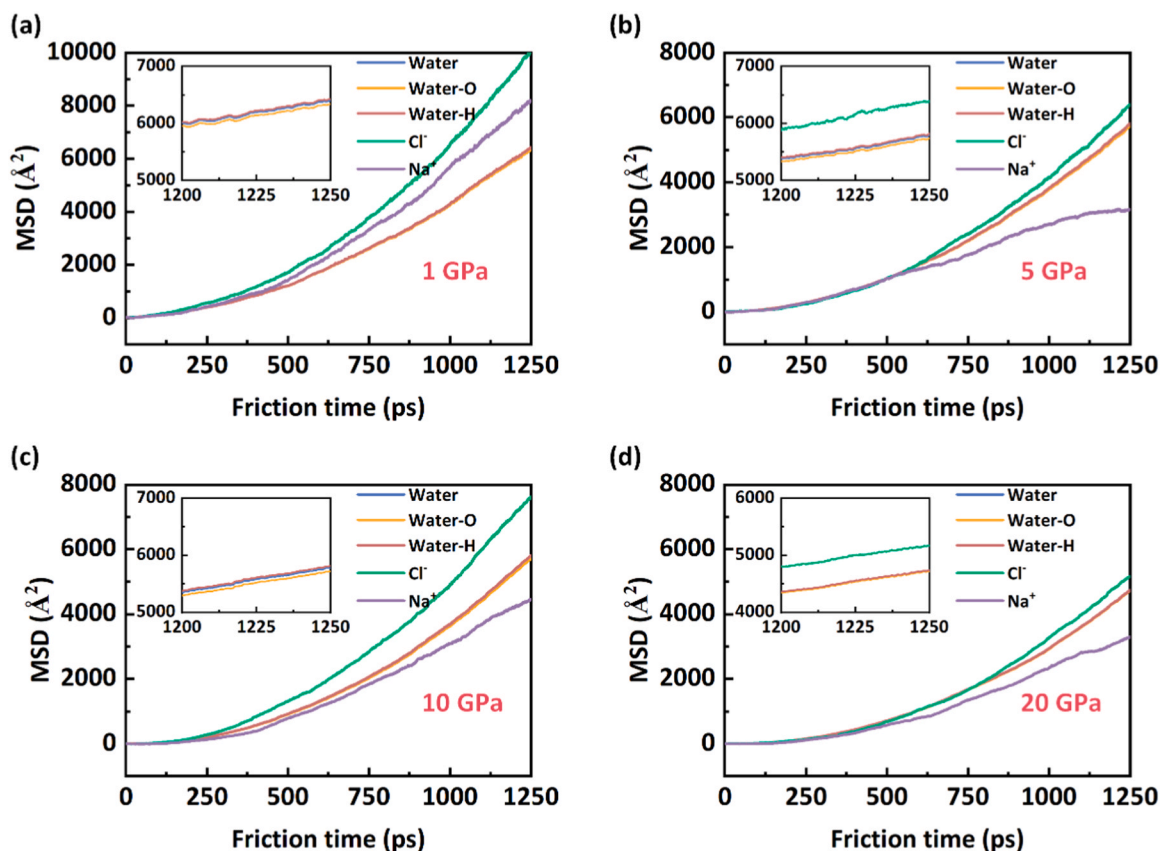 (a)
10000
8000
6000
4000
2000
0
MSD (Å²)
7000
6000
5000
1200 1225 1250
Water
Water-O
Water-H
Cl⁻
Na⁺
1 GPa
0 250 500 750 1000 1250
Friction time (ps)
(b)
8000
6000
4000
2000
0
MSD (Å²)
7000
6000
5000
1200 1225 1250
Water
Water-O
Water-H
Cl⁻
Na⁺
5 GPa
0 250 500 750 1000 1250
Friction time (ps)
(c)
8000
6000
4000
2000
0
MSD (Å²)
7000
6000
5000
1200 1225 1250
Water
Water-O
Water-H
Cl⁻
Na⁺
10 GPa
0 250 500 750 1000 1250
Friction time (ps)
(d)
8000
6000
4000
2000
0
MSD (Å²)
6000
5000
4000
1200 1225 1250
Water
Water-O
Water-H
Cl⁻
Na⁺
20 GPa
0 250 500 750 1000 1250
Friction time (ps)